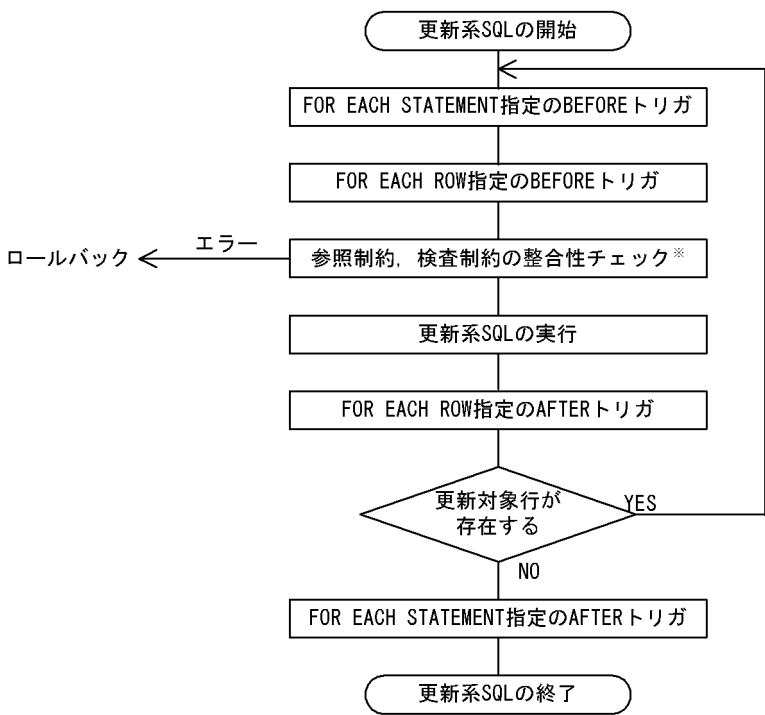 更新系SQLの開始
FOR EACH STATEMENT指定のBEFOREトリガ
FOR EACH ROW指定のBEFOREトリガ
エラー
ロールバック
参照制約，検査制約の整合性チェック※
更新系SQLの実行
FOR EACH ROW指定のAFTERトリガ
更新対象行が
存在する
YES
NO
FOR EACH STATEMENT指定のAFTERトリガ
更新系SQLの終了